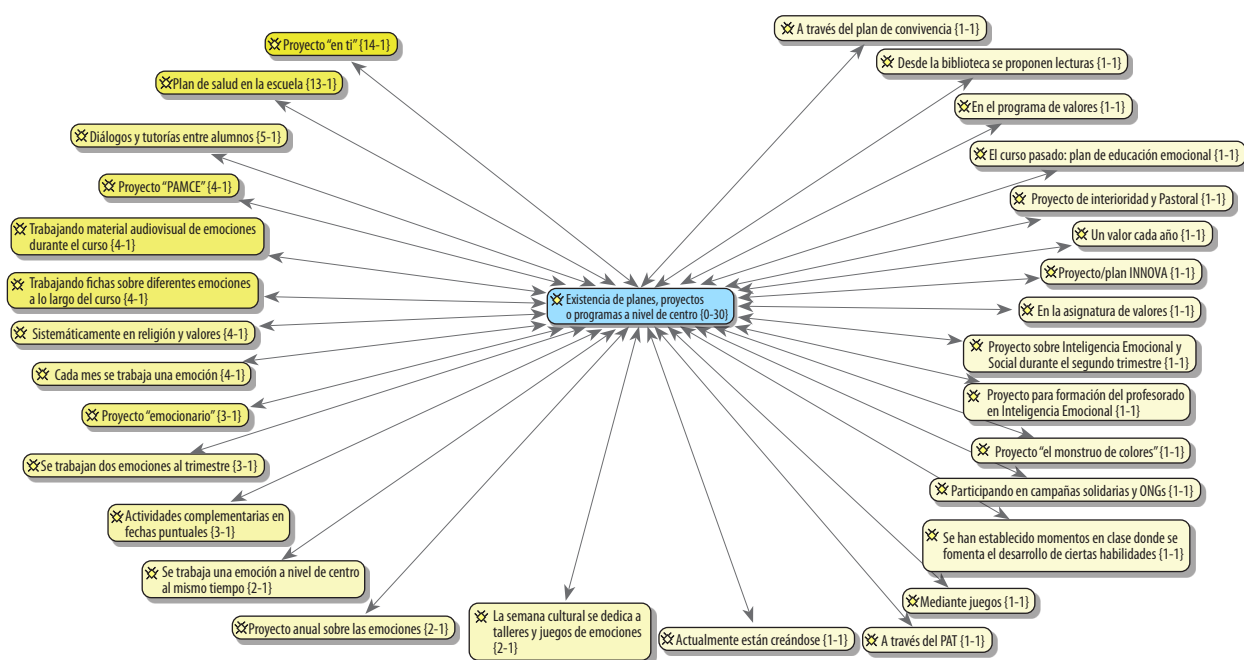 Proyecto “en ti” {14-1}
Plan de salud en la escuela {13-1}
Diálogos y tutorías entre alumnos {5-1}
Proyecto “PAMCE” {4-1}
Trabajando material audiovisual de emociones
durante el curso {4-1}
Trabajando fichas sobre diferentes emociones
a lo largo del curso {4-1}
Sistemáticamente en religión y valores {4-1}
Cada mes se trabaja una emoción {4-1}
Proyecto “emocionario” {3-1}
Se trabajan dos emociones al trimestre {3-1}
Actividades complementarias en
fechas puntuales {3-1}
Se trabaja una emoción a nivel de centro
al mismo tiempo {2-1}
Proyecto anual sobre las emociones {2-1}
La semana cultural se dedica a
talleres y juegos de emociones
{2-1}
Existencia de planes, proyectos
o programas a nivel de centro {0-30}
A través del plan de convivencia {1-1}
Desde la biblioteca se proponen lecturas {1-1}
En el programa de valores {1-1}
El curso pasado: plan de educación emocional {1-1}
Proyecto de interioridad y Pastoral {1-1}
Un valor cada año {1-1}
Proyecto/plan INNOVA {1-1}
En la asignatura de valores {1-1}
Proyecto sobre Inteligencia Emocional y
Social durante el segundo trimestre {1-1}
Proyecto para formación del profesorado
en Inteligencia Emocional {1-1}
Proyecto “el monstruo de colores” {1-1}
Participando en campañas solidarias y ONGs {1-1}
Se han establecido momentos en clase donde se
fomenta el desarrollo de ciertas habilidades {1-1}
Mediante juegos {1-1}
A través del PAT {1-1}
Actualmente están creándose {1-1}